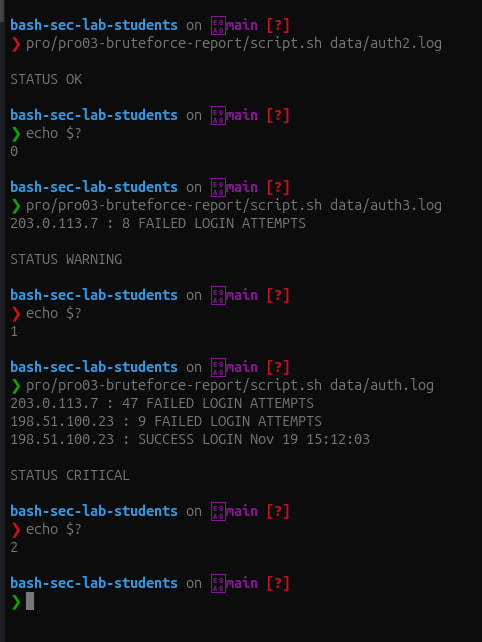 bash-sec-lab-students on main [?]
❯ pro/pro03-bruteforce-report/script.sh data/auth2.log
STATUS OK
bash-sec-lab-students on main [?]
❯ echo $?
0
bash-sec-lab-students on main [?]
❯ pro/pro03-bruteforce-report/script.sh data/auth3.log
203.0.113.7 : 8 FAILED LOGIN ATTEMPTS
STATUS WARNING
bash-sec-lab-students on main [?]
❯ echo $?
1
bash-sec-lab-students on main [?]
❯ pro/pro03-bruteforce-report/script.sh data/auth.log
203.0.113.7 : 47 FAILED LOGIN ATTEMPTS
198.51.100.23 : 9 FAILED LOGIN ATTEMPTS
198.51.100.23 : SUCCESS LOGIN Nov 19 15:12:03
STATUS CRITICAL
bash-sec-lab-students on main [?]
❯ echo $?
2
bash-sec-lab-students on main [?]
❯